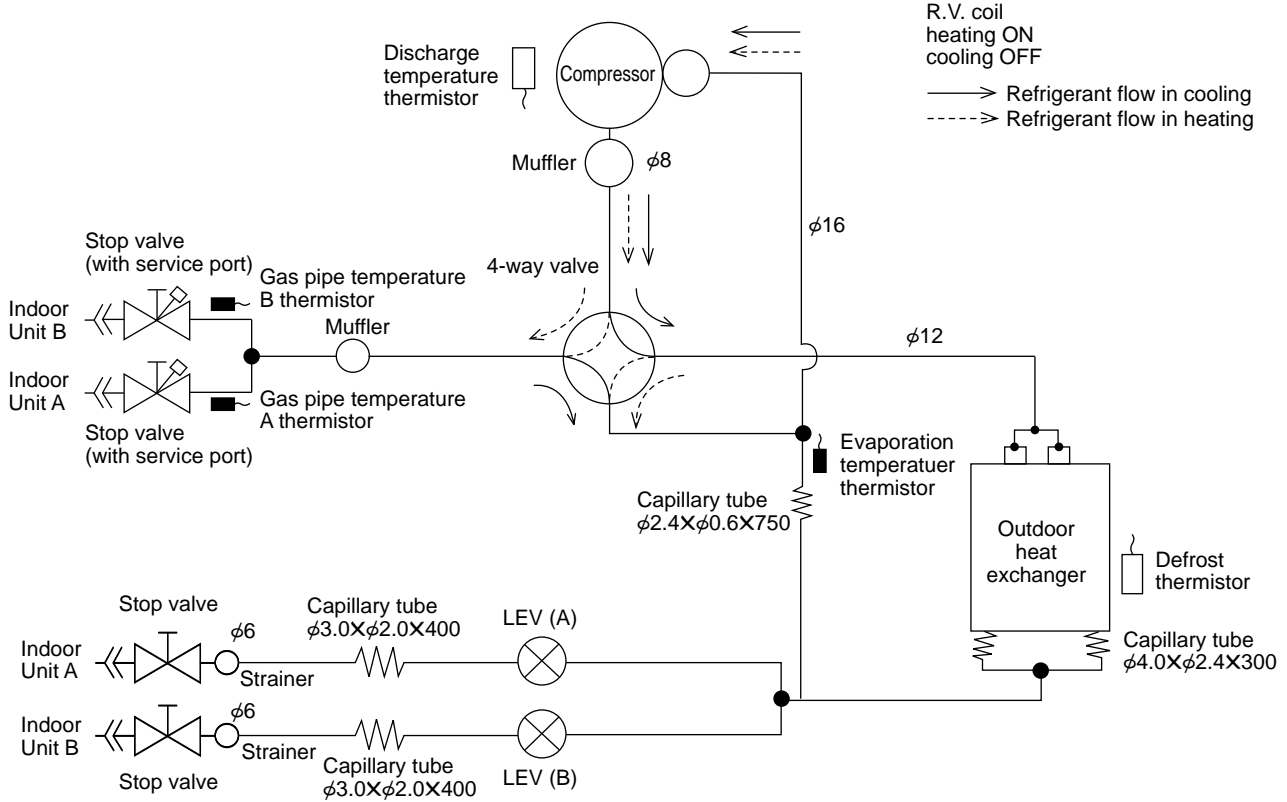 R.V. coil
heating ON
cooling OFF
Refrigerant flow in cooling
Refrigerant flow in heating
Discharge
temperature
thermistor
Compressor
Muffler
ϕ8
ϕ16
Stop valve
(with service port)
Gas pipe temperature
B thermistor
4-way valve
Indoor
Unit B
Muffler
ϕ12
Indoor
Unit A
Gas pipe temperature
A thermistor
Stop valve
(with service port)
Evaporation
temperatuer
thermistor
Capillary tube
ϕ2.4✕ϕ0.6✕750
Outdoor
heat
exchanger
Defrost
thermistor
Stop valve
ϕ6
Capillary tube
ϕ3.0✕ϕ2.0✕400
LEV (A)
Indoor
Unit A
Strainer
Capillary tube
ϕ4.0✕ϕ2.4✕300
ϕ6
Indoor
Unit B
Strainer
Stop valve
Capillary tube
ϕ3.0✕ϕ2.0✕400
LEV (B)